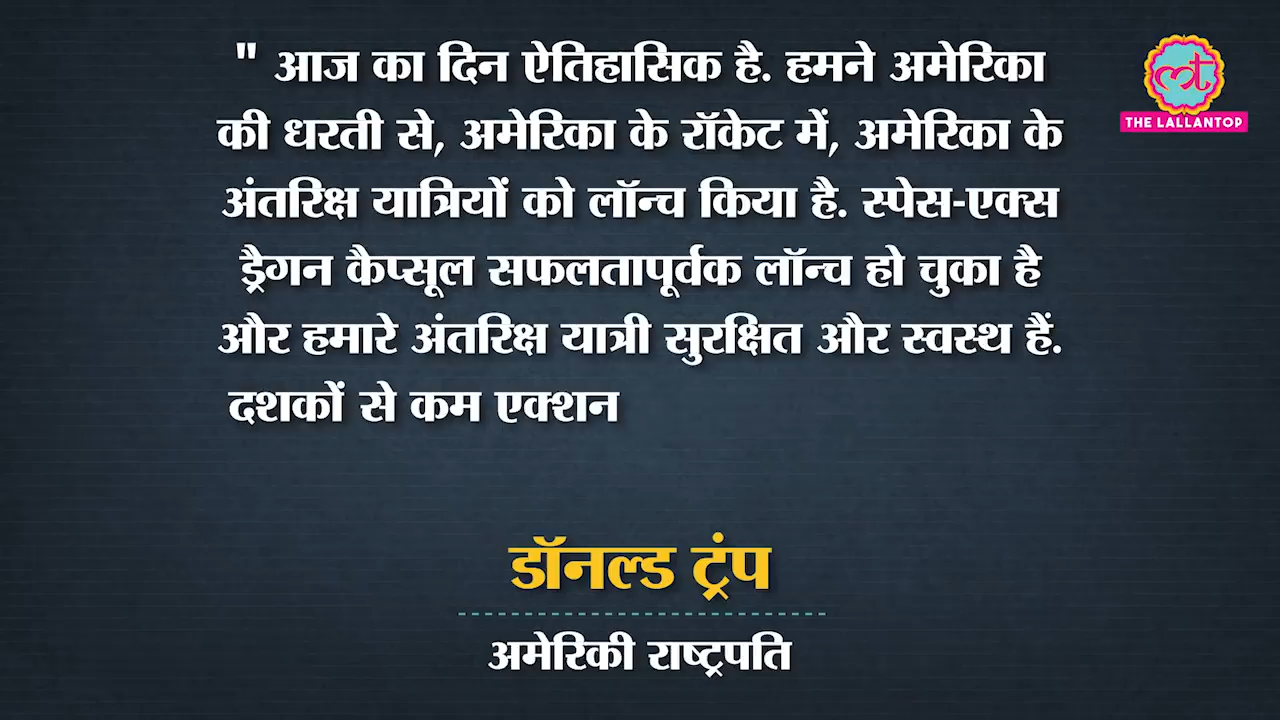 " आज का दिन ऐतिहासिक है. हमने अमेरिका
की धरती से, अमेरिका के रॉकेट में, अमेरिका के
अंतरिक्ष यात्रियों को लॉन्च किया है. स्पेस-एक्स
ड्रैगन कैप्सूल सफलतापूर्वक लॉन्च हो चुका है
और हमारे अंतरिक्ष यात्री सुरक्षित और स्वस्थ हैं.
दशकों से कम एक्शन
डॉनल्ड ट्रंप
अमेरिकी राष्ट्रपति
THE LALLANTOP